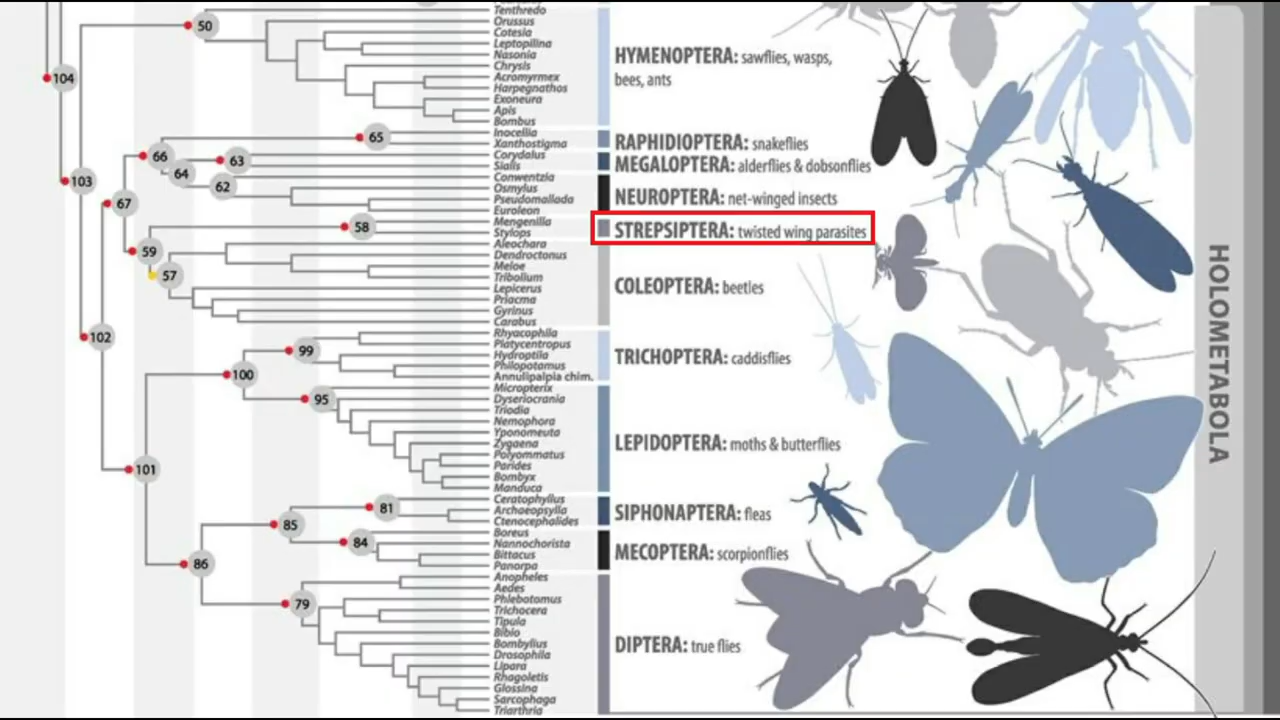 50
Tenthredo
Orussus
Cotesia
Leptopilina
Nasonia
Chrysis
Acromyrmex
Harpegnathos
Exoneura
Apis
Bombus
HYMENOPTERA: sawflies, wasps,
bees, ants
104
65
Inocellia
Xanthostigma
RAPHIDIOPTERA: snakeflies
66
63
Corydalus
Sialis
MEGALOPTERA: alderflies & dobsonflies
64
103
62
Conwentzia
Osmylus
Pseudomallada
Euroleon
NEUROPTERA: net-winged insects
67
58
Mengenilla
Stylops
STREPSIPTERA: twisted wing parasites
59
57
Aleochara
Dendroctonus
Meloe
Tribolium
Lepicerus
Priacma
Gyrinus
Carabus
COLEOPTERA: beetles
102
99
Rhyacophila
Platycentropus
Hydroptila
Philopotamus
Annulipalpia chim.
TRICHOPTERA: caddisflies
100
95
Micropterix
Dyseriocrania
Triodia
Nemophora
Yponomeuta
Zygaena
Polyommatus
Parides
Bombyx
Manduca
LEPIDOPTERA: moths & butterflies
101
81
Ceratophyllus
Archaeopsylla
Ctenocephalides
SIPHONAPTERA: fleas
85
84
Boreus
Nannochorista
Bittacus
Panorpa
MECOPTERA: scorpionflies
86
79
Anopheles
Aedes
Phlebotomus
Trichocera
Tipula
Bibio
Bombylius
Drosophila
Lipara
Rhagoletis
Glossina
Sarcophaga
Triarthria
DIPTERA: true flies
HOLOMETABOLA